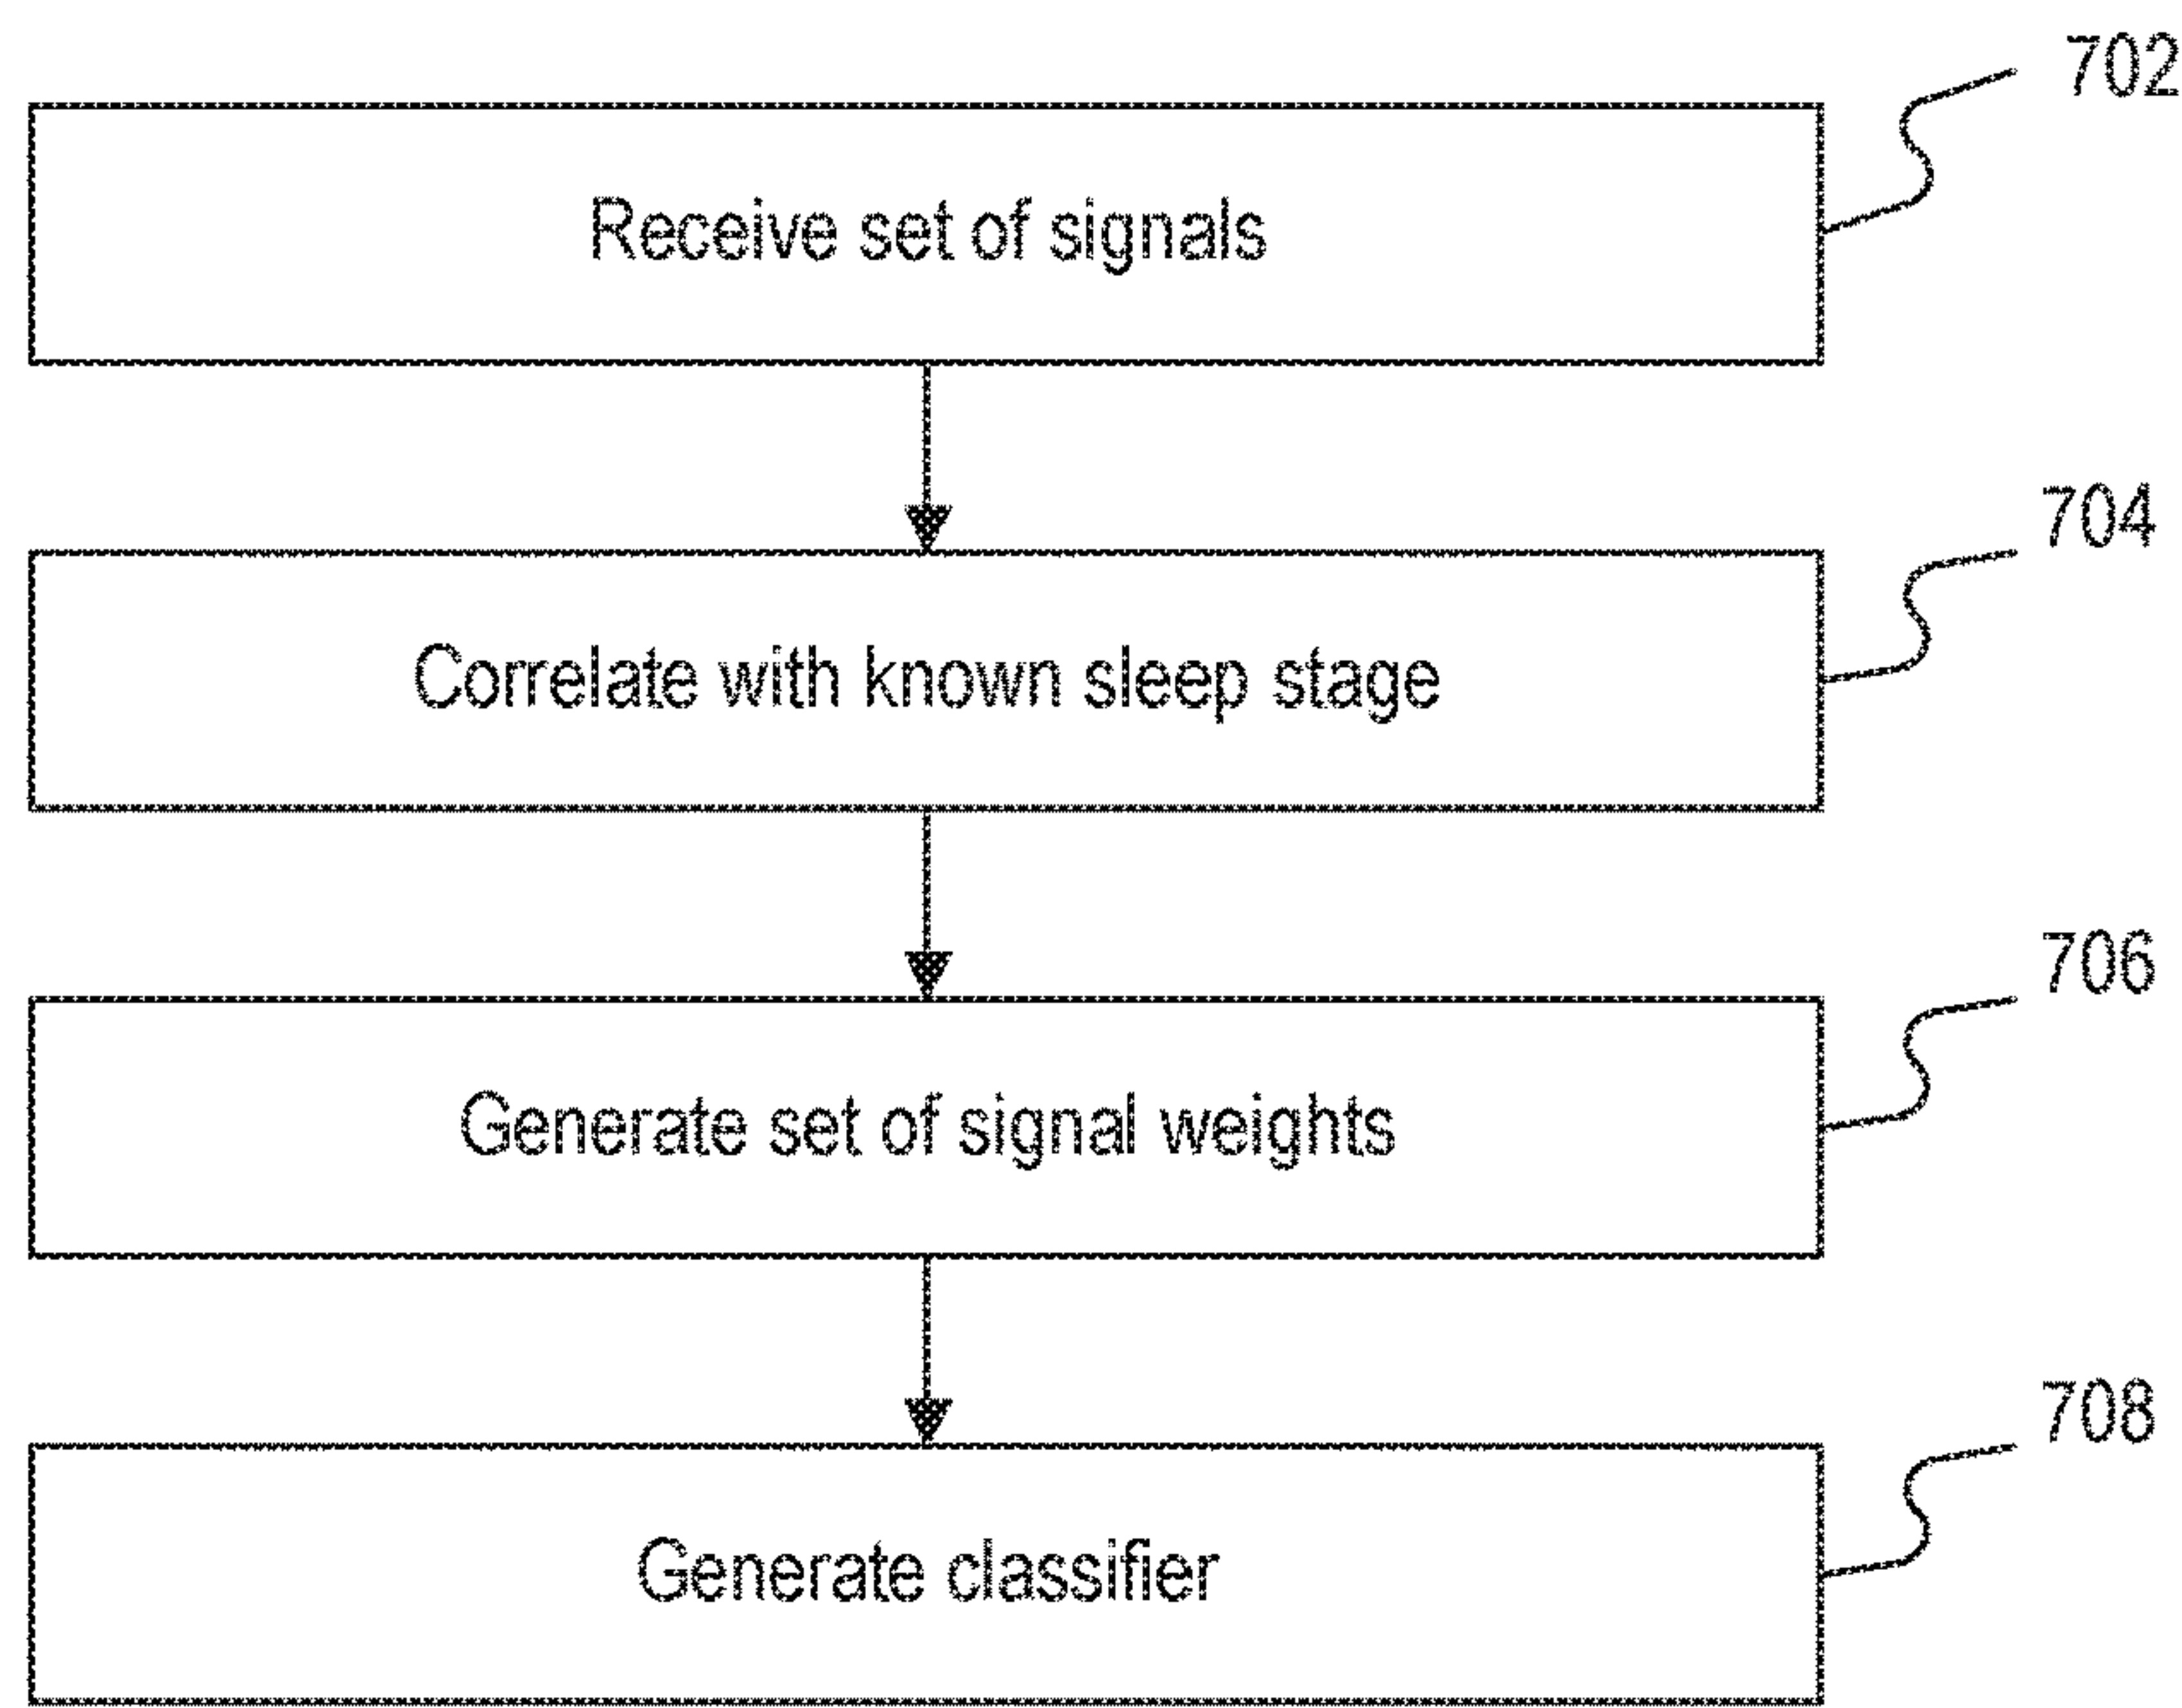 702
Receive set of signals
704
Correlate with known sleep stage
706
Generate set of signal weights
708
Generate classifier